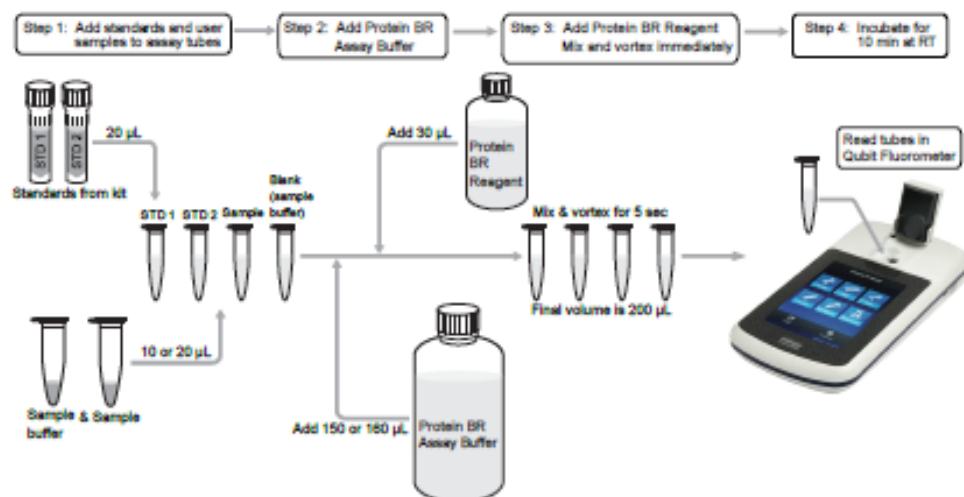 Step 1: Add standards and user
samples to assay tubes
Step 2: Add Protein BR
Assay Buffer
Step 3: Add Protein BR Reagent
Mix and vortex immediately
Step 4: Incubate for
10 min at RT
STD 1
STD 2
20 µL
Standards from kit
Add 30 µL
Protein
BR
Reagent
Read tubes in
Qubit Fluorometer
STD 1
STD 2
Sample
Blank
(sample
buffer)
Mix & vortex for 5 sec
Final volume is 200 µL
10 or 20 µL
Sample & Sample
buffer
Add 150 or 160 µL
Protein BR
Assay Buffer